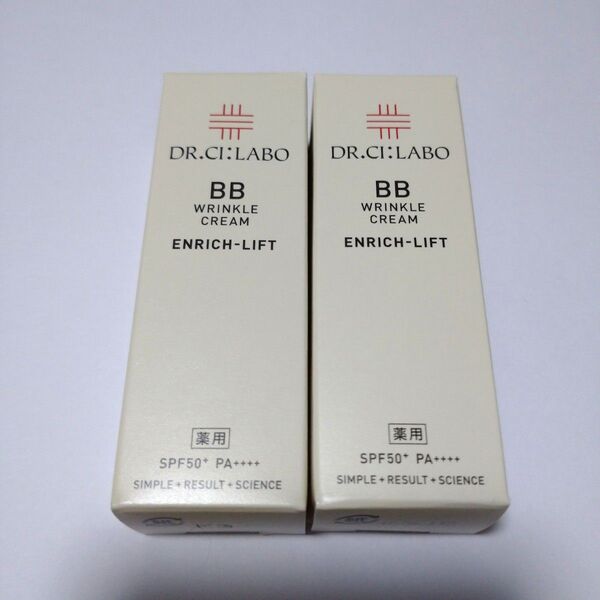 DR.CI:LABO
BB
WRINKLE
CREAM
ENRICH-LIFT
薬用
SPF50+ PA++++
SIMPLE+RESULT+SCIENCE
DR.CI:LABO
BB
WRINKLE
CREAM
ENRICH-LIFT
薬用
SPF50+ PA++++
SIMPLE+RESULT+SCIENCE